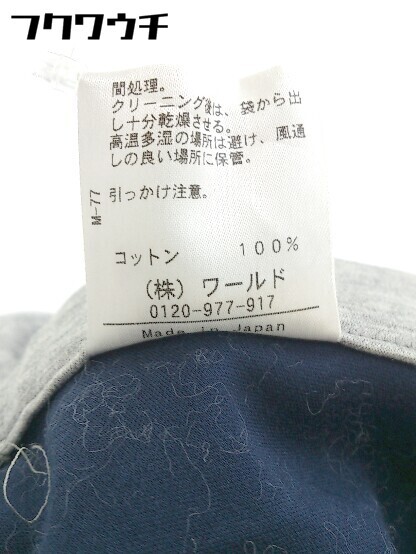 フクワウチ
間処理。
クリーニング後は、袋から出
し十分乾燥させる。
高温多湿の場所は避け、風通
しの良い場所に保管。
引っかけ注意。
M-77
コットン 100%
(株) ワールド
0120-977-917
Made in Japan